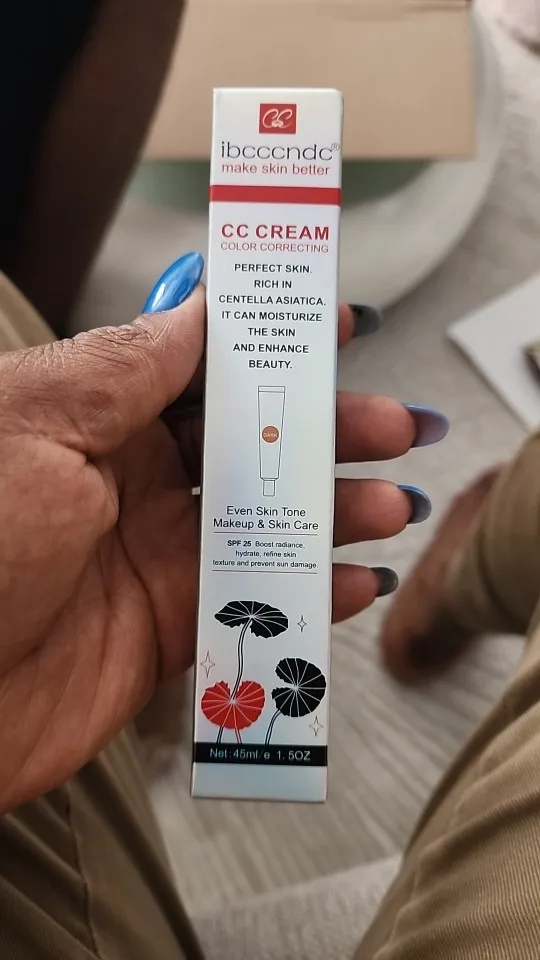 CC
ibcccndc®
make skin better
CC CREAM
COLOR CORRECTING
PERFECT SKIN.
RICH IN
CENTELLA ASIATICA.
IT CAN MOISTURIZE
THE SKIN
AND ENHANCE
BEAUTY.
DARK
Even Skin Tone
Makeup & Skin Care
SPF 25 Boost radiance,
hydrate, refine skin
texture and prevent sun damage.
Net:45ml/e 1.5OZ